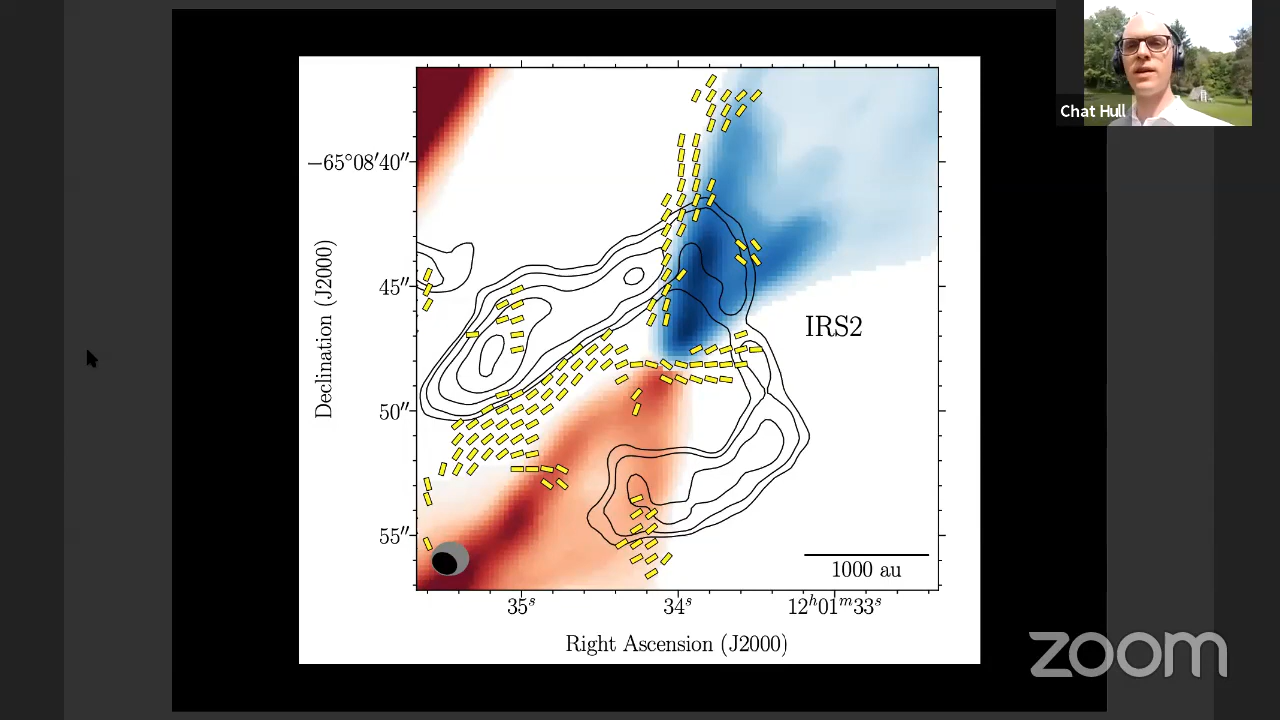 Chat Hull
−65°08′40″
45″
50″
55″
Declination (J2000)
IRS2
1000 au
35ˢ
34ˢ
12ʰ01ᵐ33ˢ
Right Ascension (J2000)
zoom